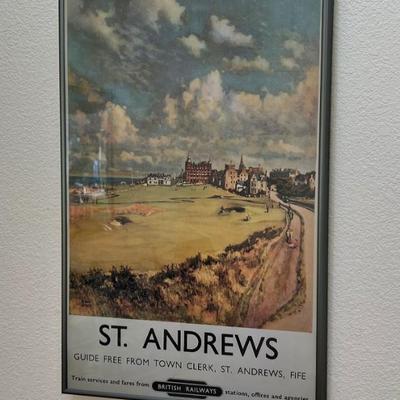 ST. ANDREWS
GUIDE FREE FROM TOWN CLERK, ST. ANDREWS, FIFE
Train services and fares from BRITISH RAILWAYS stations, offices and agencies